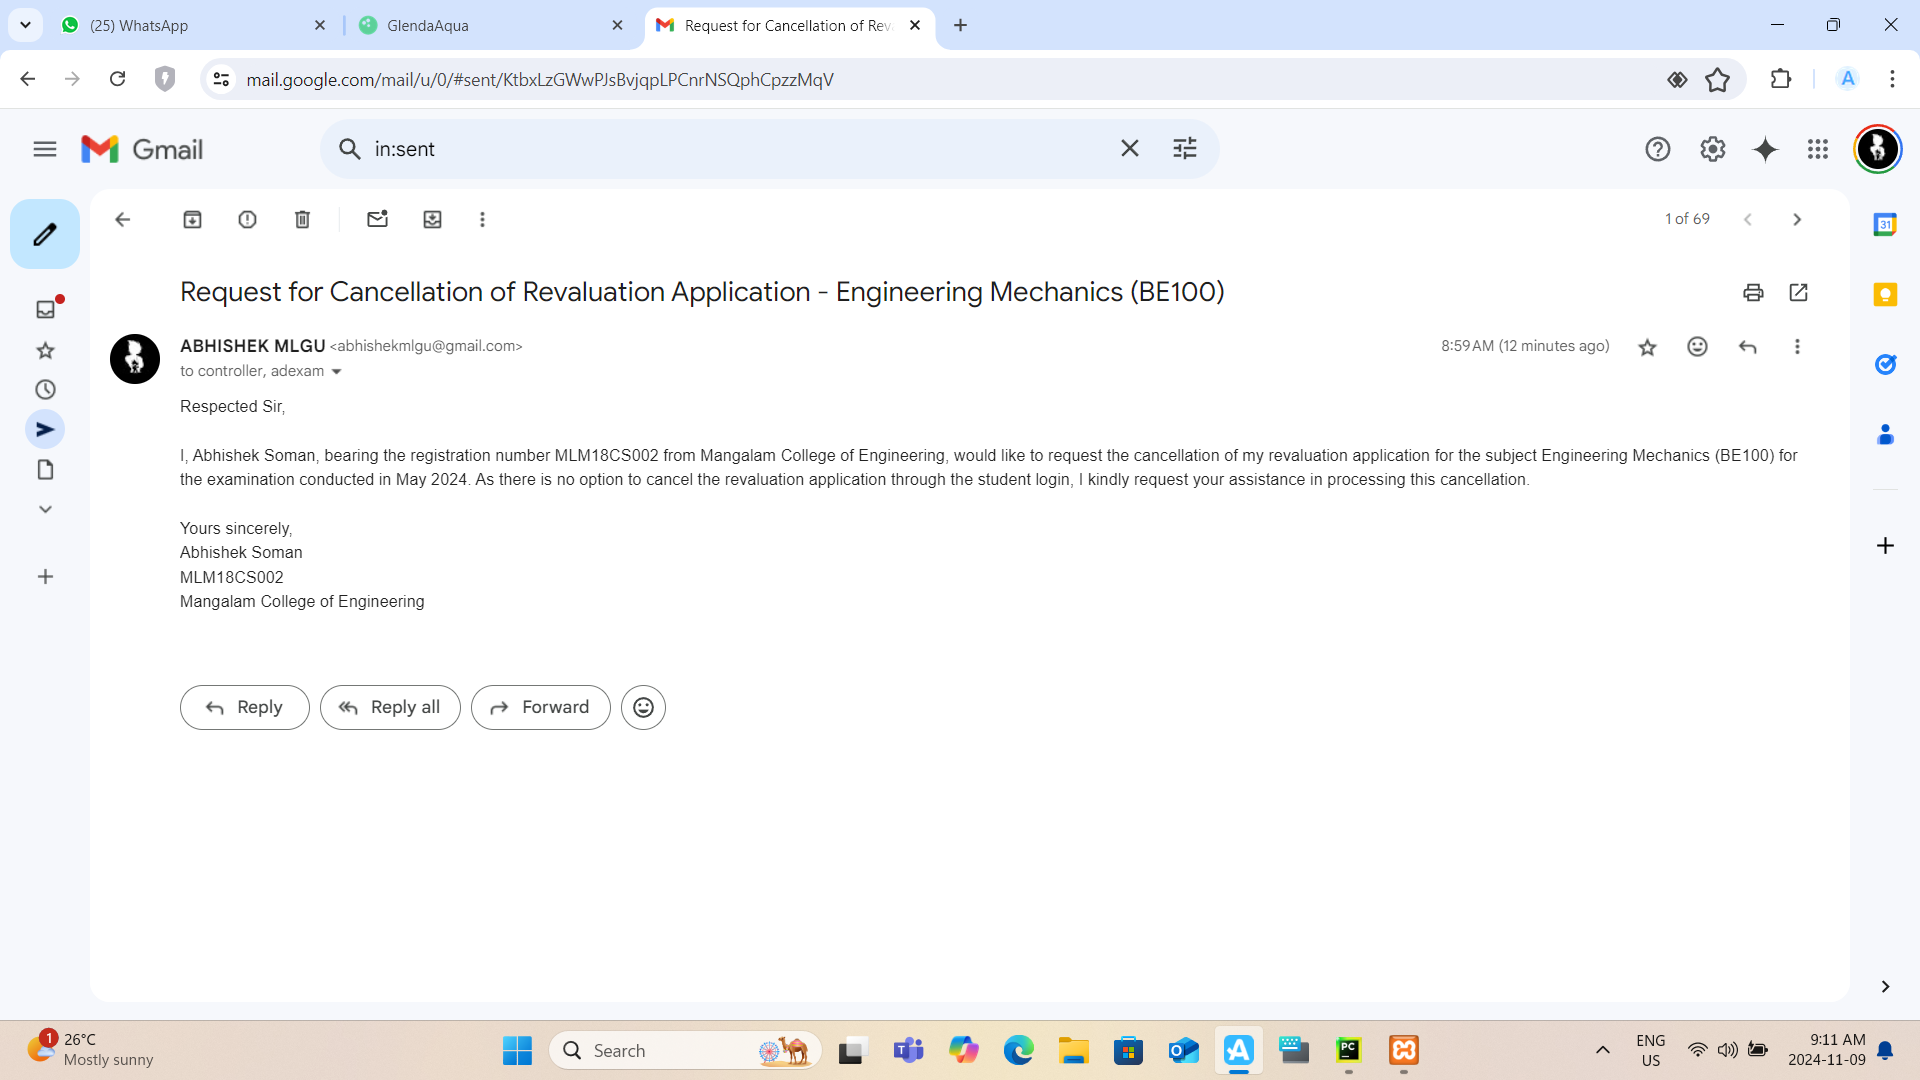 (25) WhatsApp
GlendaAqua
Request for Cancellation of Rev
mail.google.com/mail/u/0/#sent/KtbxLzGWwPJsBvjqpLPCnrNSQphCpzzMqV
A
Gmail
in:sent
1 of 69
31
Request for Cancellation of Revaluation Application - Engineering Mechanics (BE100)
ABHISHEK MLGU <abhishekmlgu@gmail.com>
8:59 AM (12 minutes ago)
to controller, adexam
Respected Sir,
I, Abhishek Soman, bearing the registration number MLM18CS002 from Mangalam College of Engineering, would like to request the cancellation of my revaluation application for the subject Engineering Mechanics (BE100) for
the examination conducted in May 2024. As there is no option to cancel the revaluation application through the student login, I kindly request your assistance in processing this cancellation.
Yours sincerely,
Abhishek Soman
MLM18CS002
Mangalam College of Engineering
Reply
Reply all
Forward
1
26°C
Mostly sunny
Search
PC
ENG
US
9:11 AM
2024-11-09